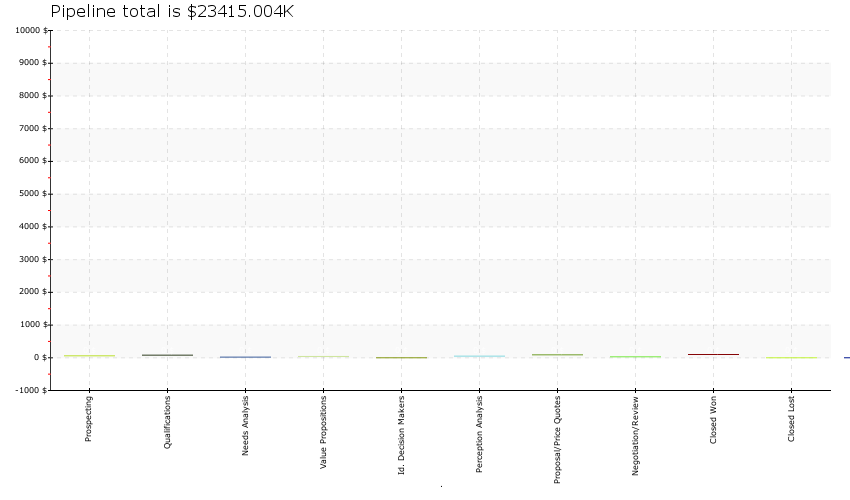 Pipeline total is $23415.004K
10000 $
9000 $
8000 $
7000 $
6000 $
5000 $
4000 $
3000 $
2000 $
1000 $
0 $
-1000 $
Prospecting
Qualifications
Needs Analysis
Value Propositions
Id. Decision Makers
Perception Analysis
Proposal/Price Quotes
Negotiation/Review
Closed Won
Closed Lost